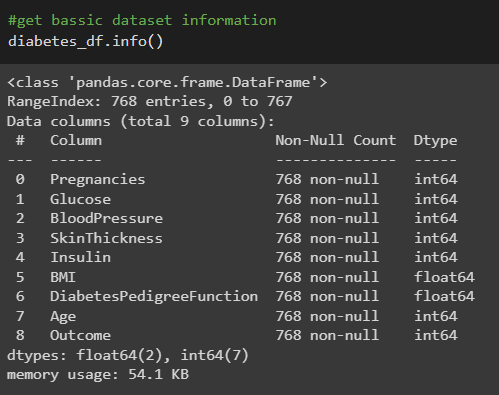 #get bassic dataset information
diabetes_df.info()
<class 'pandas.core.frame.DataFrame'>
RangeIndex: 768 entries, 0 to 767
Data columns (total 9 columns):
 #   Column                    Non-Null Count  Dtype
---  ------                    --------------  -----
 0   Pregnancies               768 non-null    int64
 1   Glucose                   768 non-null    int64
 2   BloodPressure             768 non-null    int64
 3   SkinThickness             768 non-null    int64
 4   Insulin                   768 non-null    int64
 5   BMI                       768 non-null    float64
 6   DiabetesPedigreeFunction  768 non-null    float64
 7   Age                       768 non-null    int64
 8   Outcome                   768 non-null    int64
dtypes: float64(2), int64(7)
memory usage: 54.1 KB